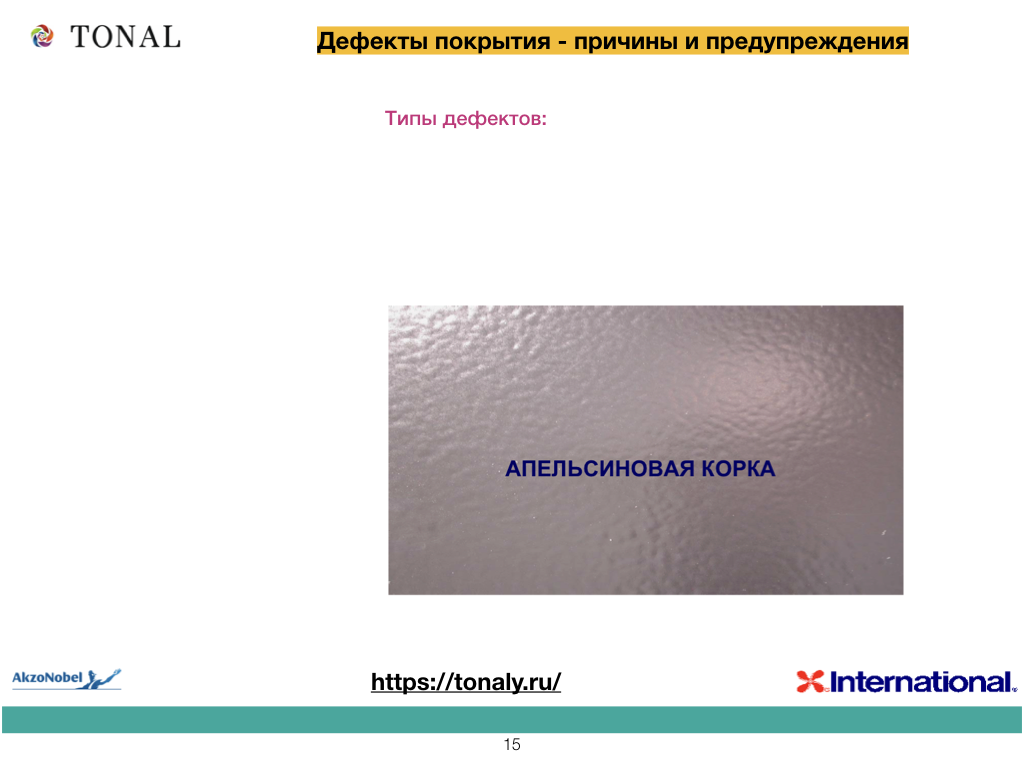 TONAL
Дефекты покрытия - причины и предупреждения
Типы дефектов:
АПЕЛЬСИНОВАЯ КОРКА
AkzoNobel
https://tonaly.ru/
International
15